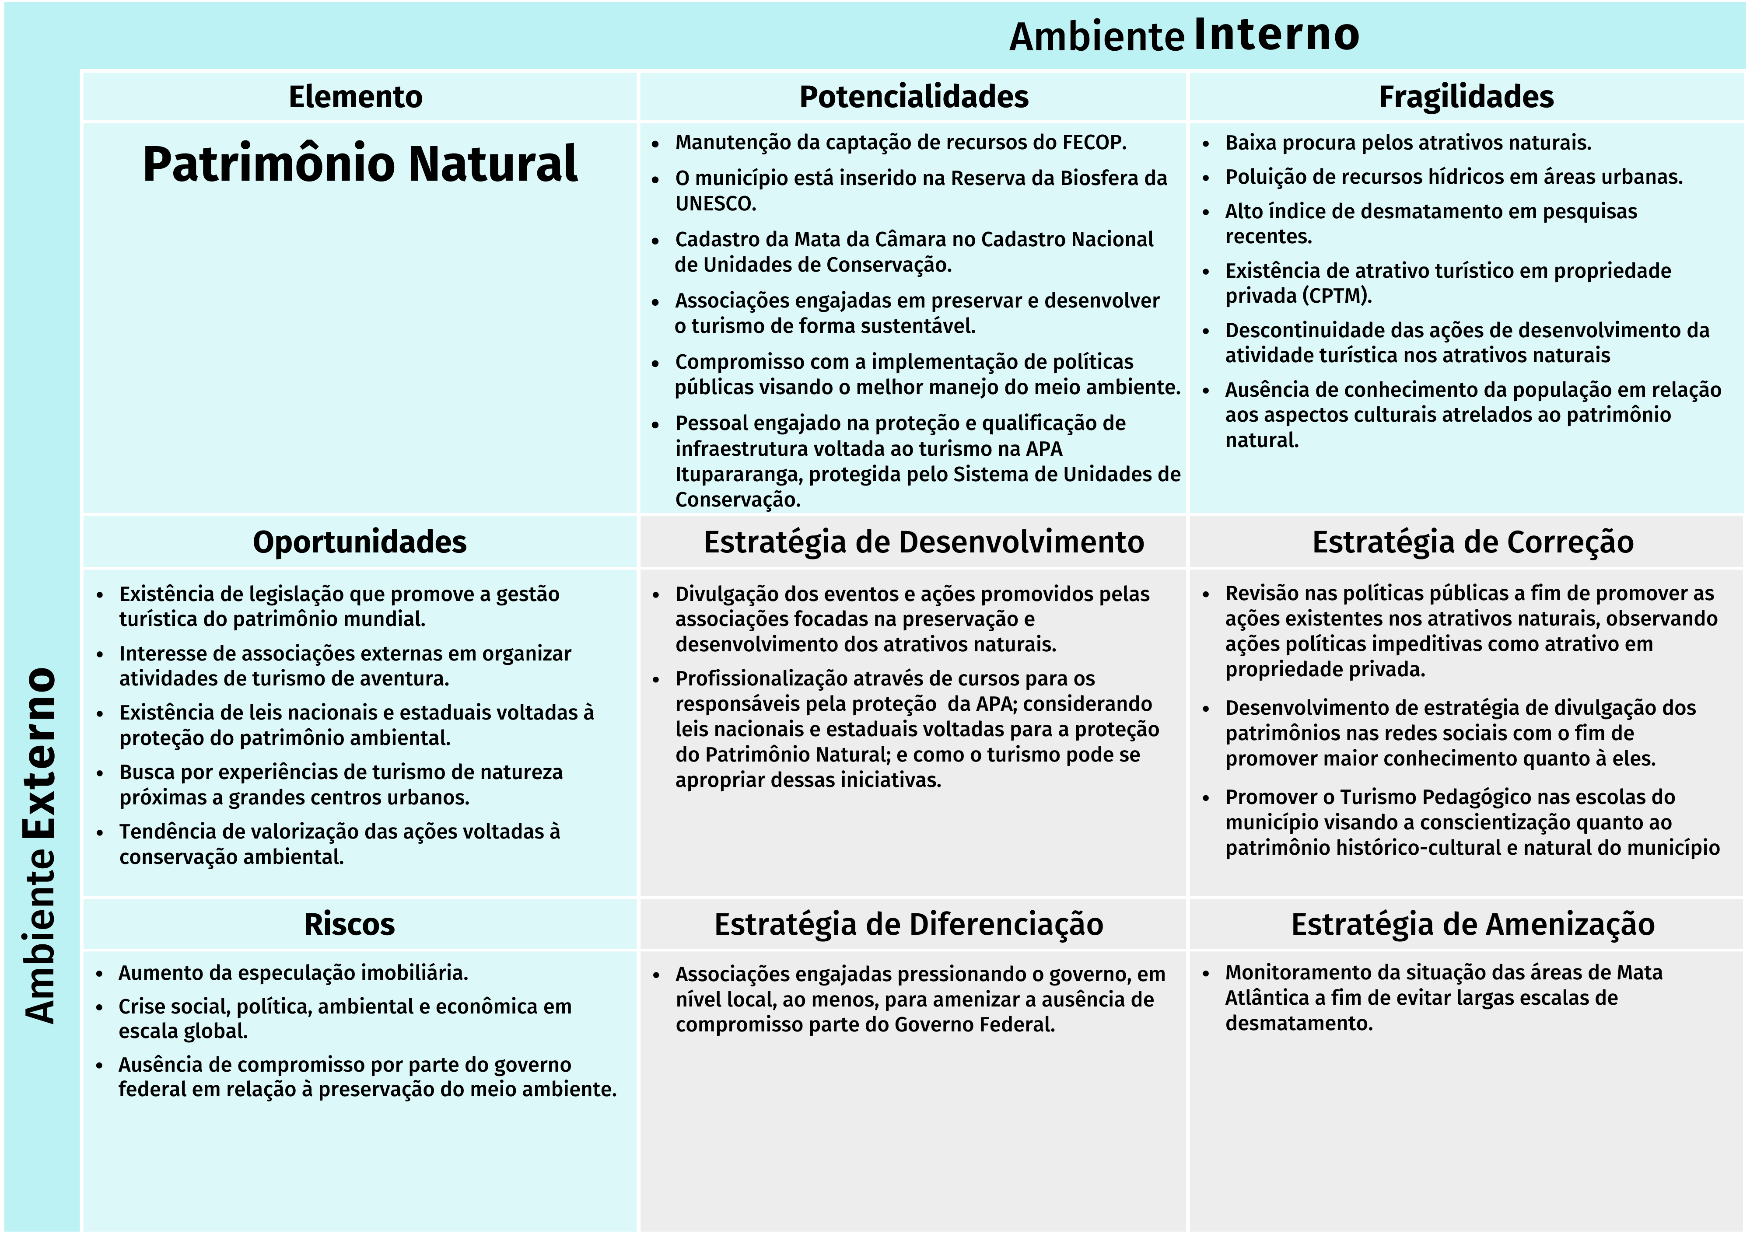 Ambiente Interno
Elemento
Potencialidades
Fragilidades
Patrimônio Natural
• Manutenção da captação de recursos do FECOP.
• O município está inserido na Reserva da Biosfera da
UNESCO.
• Cadastro da Mata da Câmara no Cadastro Nacional
de Unidades de Conservação.
• Associações engajadas em preservar e desenvolver
o turismo de forma sustentável.
• Compromisso com a implementação de políticas
públicas visando o melhor manejo do meio ambiente.
• Pessoal engajado na proteção e qualificação de
infraestrutura voltada ao turismo na APA
Itupararanga, protegida pelo Sistema de Unidades de
Conservação.
• Baixa procura pelos atrativos naturais.
• Poluição de recursos hídricos em áreas urbanas.
• Alto índice de desmatamento em pesquisas
recentes.
• Existência de atrativo turístico em propriedade
privada (CPTM).
• Descontinuidade das ações de desenvolvimento da
atividade turística nos atrativos naturais
• Ausência de conhecimento da população em relação
aos aspectos culturais atrelados ao patrimônio
natural.
Ambiente Externo
Oportunidades
Estratégia de Desenvolvimento
Estratégia de Correção
• Existência de legislação que promove a gestão
turística do patrimônio mundial.
• Interesse de associações externas em organizar
atividades de turismo de aventura.
• Existência de leis nacionais e estaduais voltadas à
proteção do patrimônio ambiental.
• Busca por experiências de turismo de natureza
próximas a grandes centros urbanos.
• Tendência de valorização das ações voltadas à
conservação ambiental.
• Divulgação dos eventos e ações promovidos pelas
associações focadas na preservação e
desenvolvimento dos atrativos naturais.
• Profissionalização através de cursos para os
responsáveis pela proteção da APA; considerando
leis nacionais e estaduais voltadas para a proteção
do Patrimônio Natural; e como o turismo pode se
apropriar dessas iniciativas.
• Revisão nas políticas públicas a fim de promover as
ações existentes nos atrativos naturais, observando
ações políticas impeditivas como atrativo em
propriedade privada.
• Desenvolvimento de estratégia de divulgação dos
patrimônios nas redes sociais com o fim de
promover maior conhecimento quanto à eles.
• Promover o Turismo Pedagógico nas escolas do
município visando a conscientização quanto ao
patrimônio histórico-cultural e natural do município
Riscos
Estratégia de Diferenciação
Estratégia de Amenização
• Aumento da especulação imobiliária.
• Crise social, política, ambiental e econômica em
escala global.
• Ausência de compromisso por parte do governo
federal em relação à preservação do meio ambiente.
• Associações engajadas pressionando o governo, em
nível local, ao menos, para amenizar a ausência de
compromisso parte do Governo Federal.
• Monitoramento da situação das áreas de Mata
Atlântica a fim de evitar largas escalas de
desmatamento.